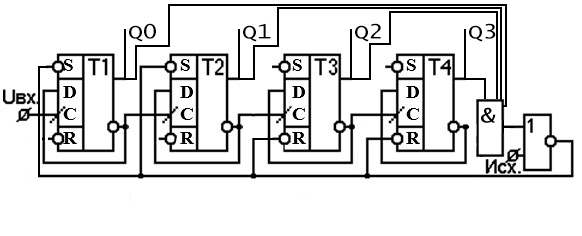 Q0 Q1 Q2 Q3
S T1 S T2 S T3 S T4
D D D D
Uвх. C C C C & 1
R R R R
Исх.